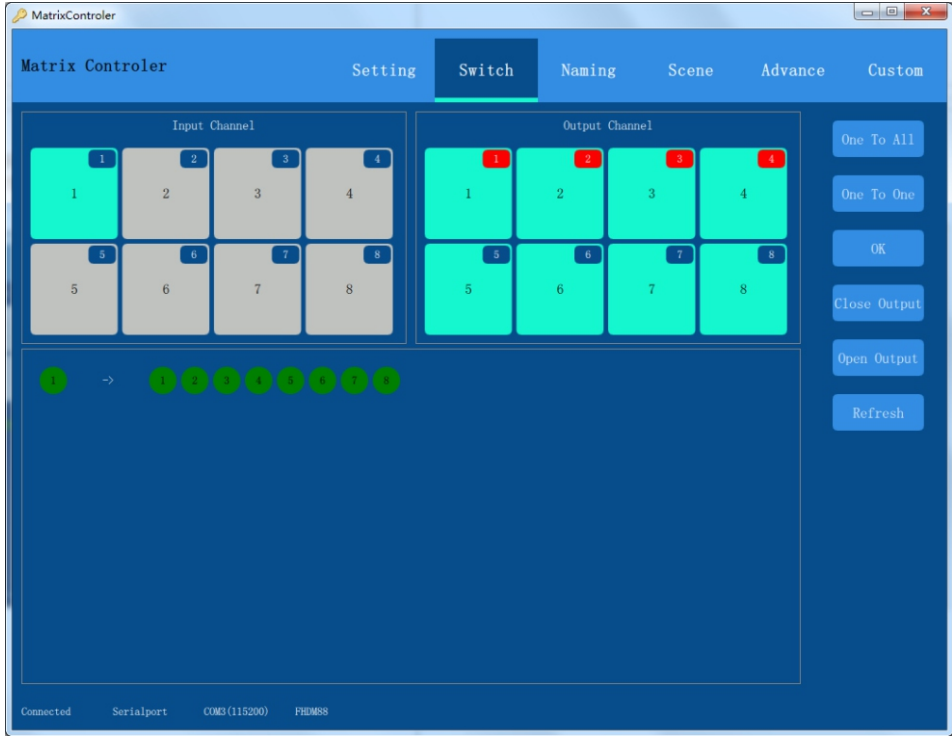 MatrixControler
Matrix Controler Setting Switch Naming Scene Advance Custom
Input Channel
1 2 3 4
1 2 3 4
5 6 7 8
5 6 7 8
Output Channel
1 2 3 4
1 2 3 4
5 6 7 8
5 6 7 8
One To All
One To One
OK
Close Output
Open Output
Refresh
1 -> 1 2 3 4 5 6 7 8
Connected Serialport COM3(115200) FHDM88